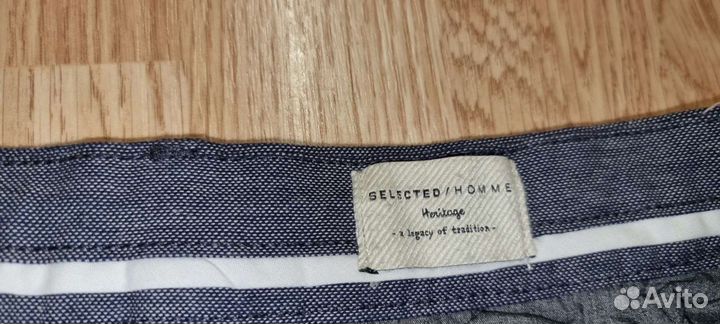 SELECTED / HOMME
Heritage
- a legacy of tradition -
Avito